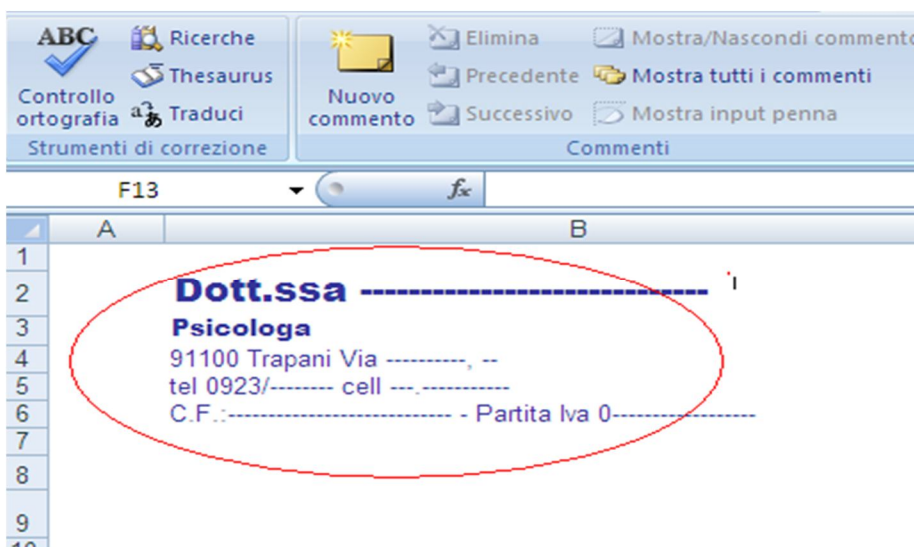 ABC Ricerche Elimina Mostra/Nascondi commento
Thesaurus Precedente Mostra tutti i commenti
Controllo ortografia Traduci Nuovo commento Successivo Mostra input penna
Strumenti di correzione Commenti
F13 fx
A B
1
2 Dott.ssa -----------------------------
3 Psicologa
4 91100 Trapani Via ----------, --
5 tel 0923/-------- cell ---.-----------
6 C.F.:---------------------------- - Partita Iva 0------------------
7
8
9
10